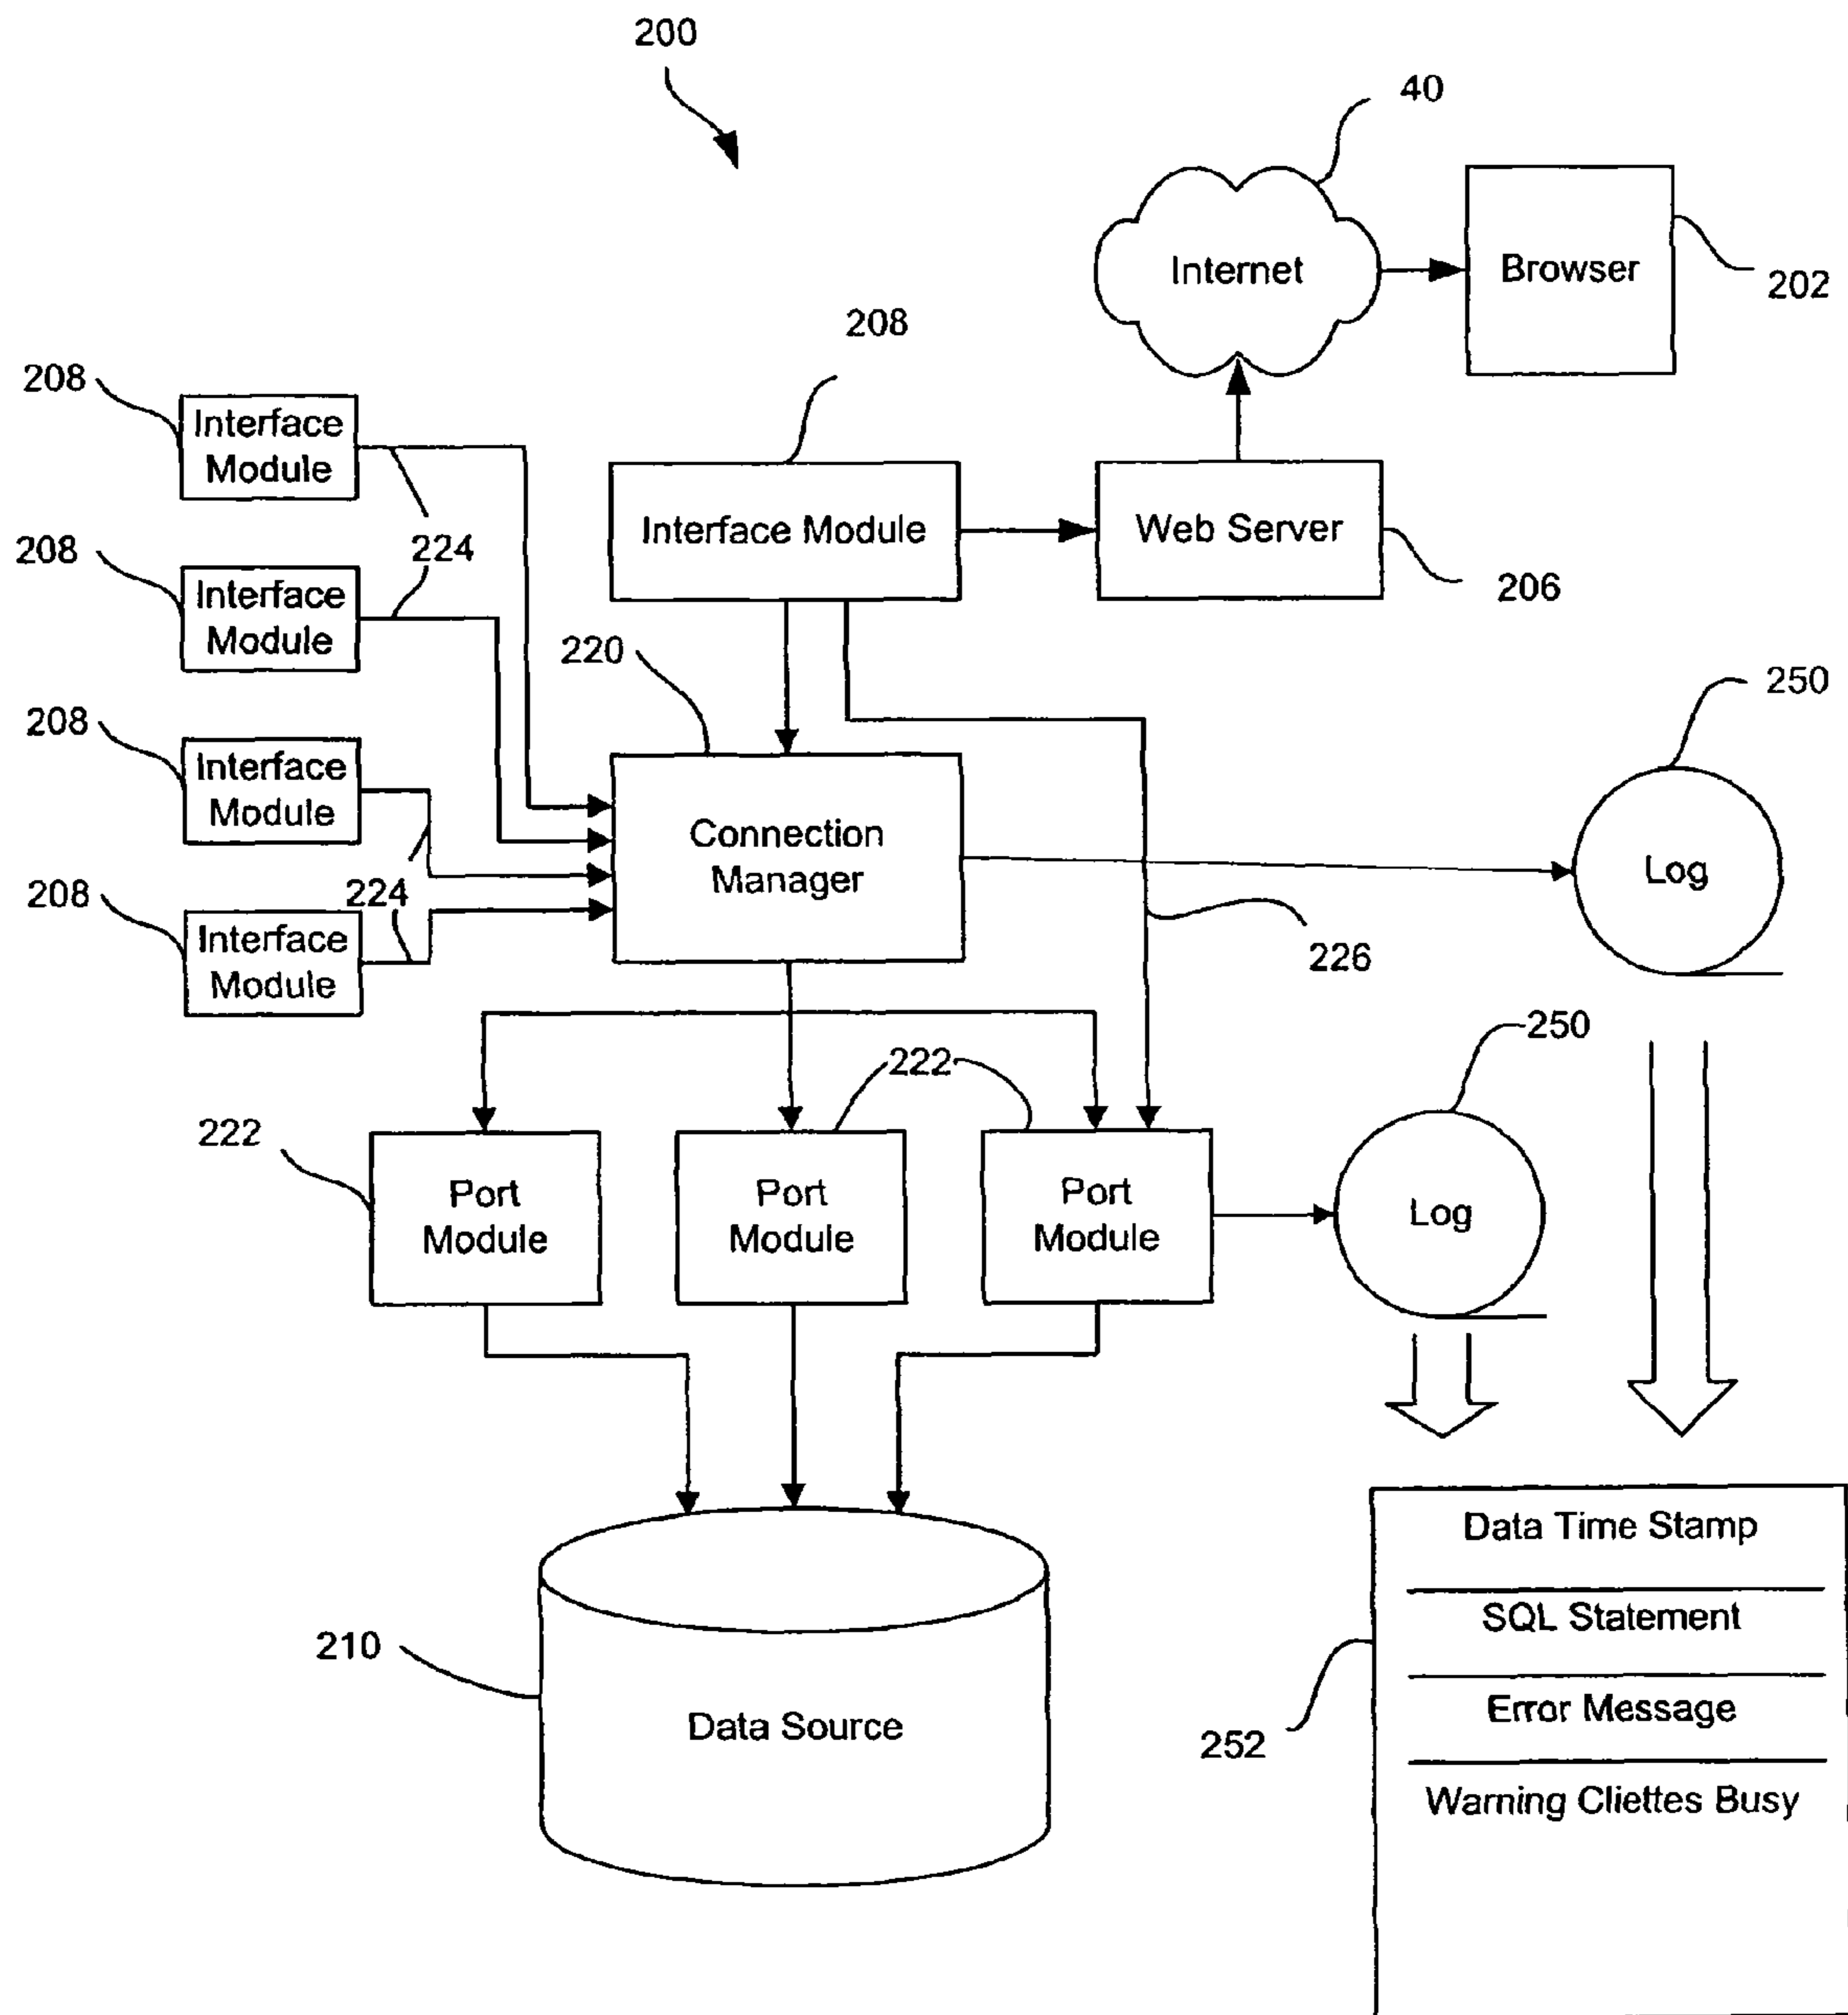 200
40
Internet
Browser
202
208
208
Interface
Module
Interface Module
Web Server
206
208
224
Interface
Module
220
250
208
Interface
Module
Connection
Manager
Log
224
208
Interface
Module
226
250
222
222
Port
Module
Port
Module
Port
Module
Log
Data Time Stamp
SQL Statement
210
Error Message
Data Source
252
Warning Cliettes Busy